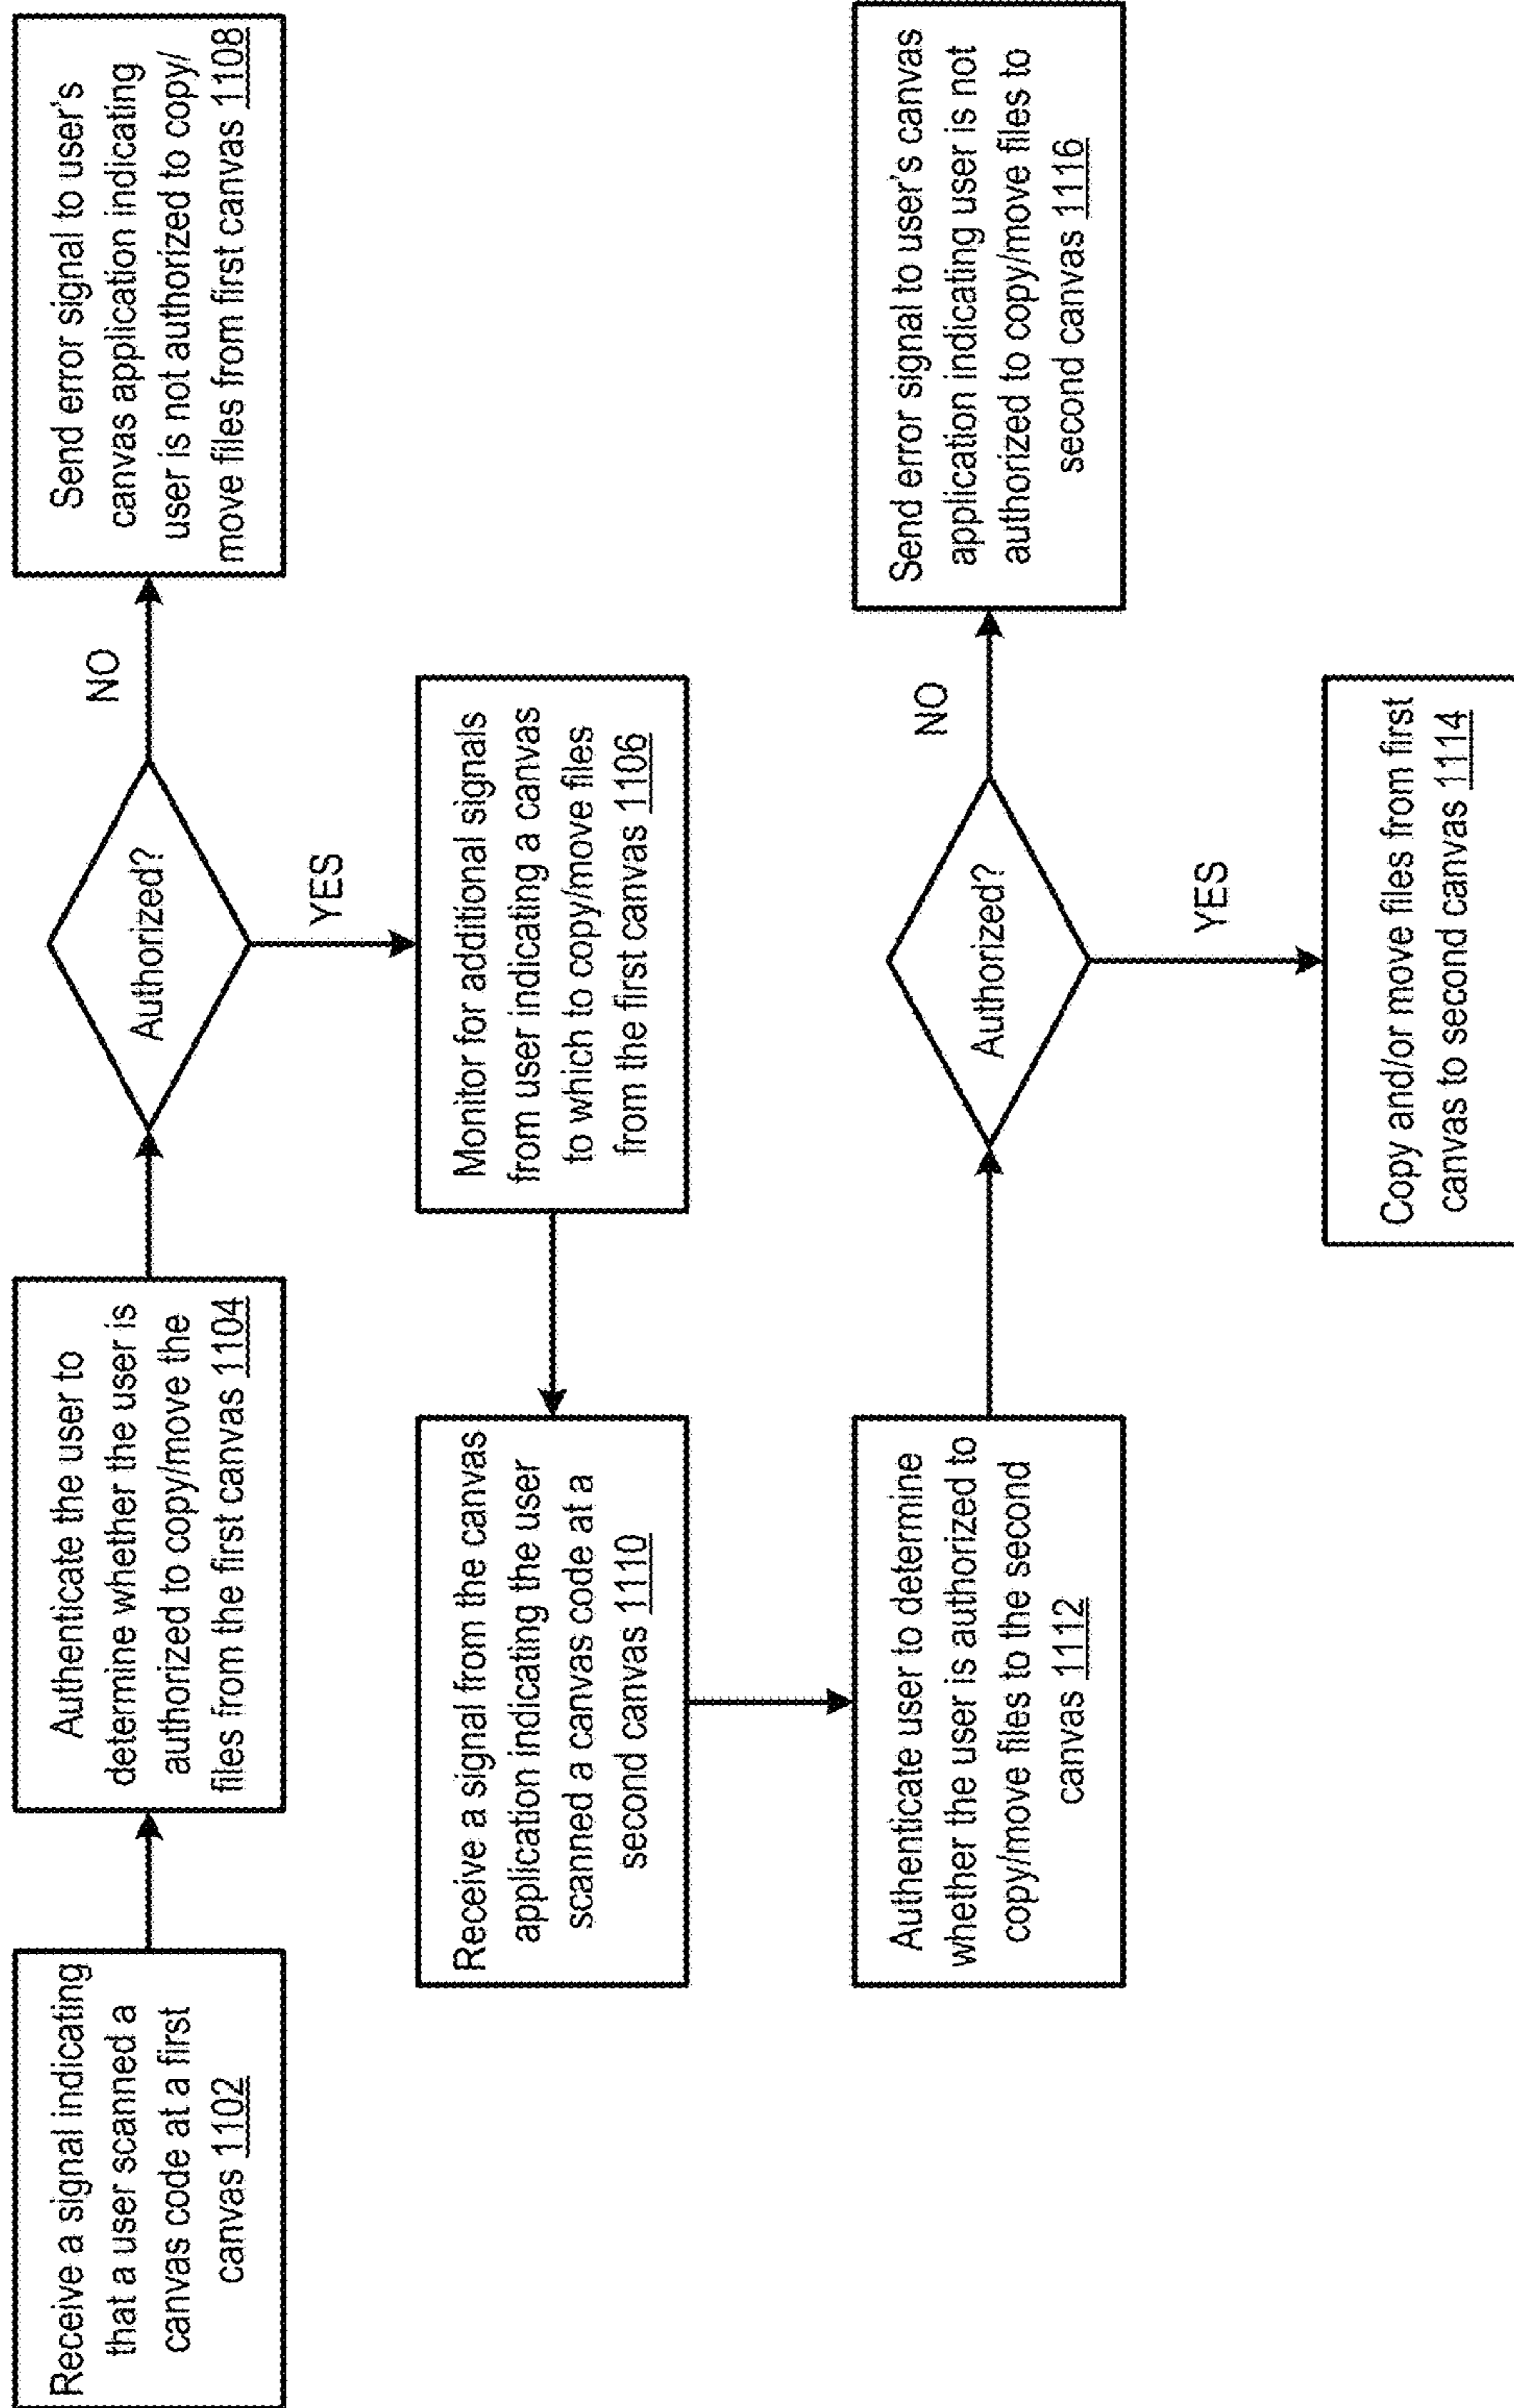 Receive a signal indicating
that a user scanned a
canvas code at a first
canvas 1102
Authenticate the user to
determine whether the user is
authorized to copy/move the
files from the first canvas 1104
Authorized?
NO
Send error signal to user's
canvas application indicating
user is not authorized to copy/
move files from first canvas 1108
YES
Monitor for additional signals
from user indicating a canvas
to which to copy/move files
from the first canvas 1106
Receive a signal from the canvas
application indicating the user
scanned a canvas code at a
second canvas 1110
Authenticate user to determine
whether the user is authorized to
copy/move files to the second
canvas 1112
Authorized?
NO
Send error signal to user's canvas
application indicating user is not
authorized to copy/move files to
second canvas 1116
YES
Copy and/or move files from first
canvas to second canvas 1114